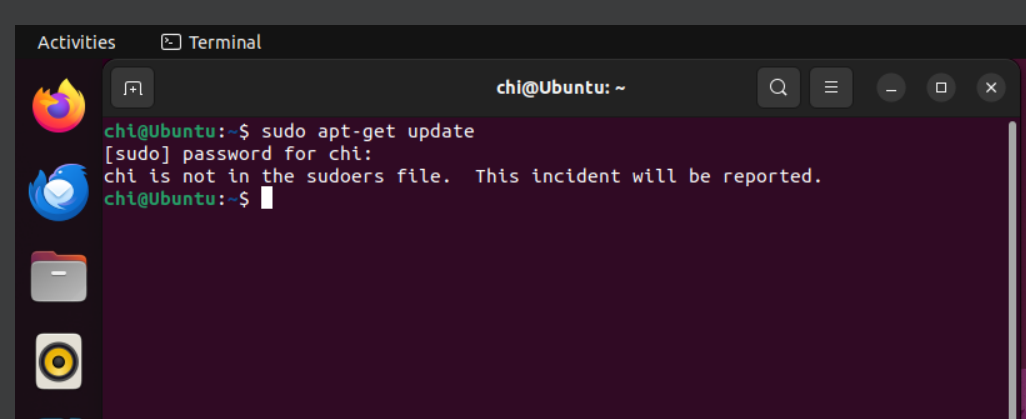 Activities Terminal
chi@Ubuntu: ~
chi@Ubuntu:~$ sudo apt-get update
[sudo] password for chi:
chi is not in the sudoers file.  This incident will be reported.
chi@Ubuntu:~$